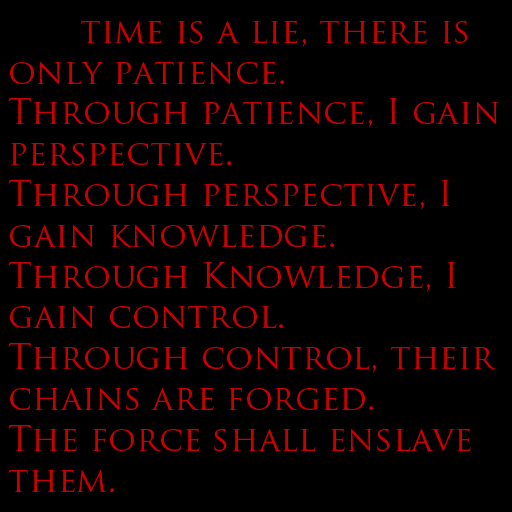 TIME IS A LIE, THERE IS
ONLY PATIENCE.
THROUGH PATIENCE, I GAIN
PERSPECTIVE.
THROUGH PERSPECTIVE, I
GAIN KNOWLEDGE.
THROUGH KNOWLEDGE, I
GAIN CONTROL.
THROUGH CONTROL, THEIR
CHAINS ARE FORGED.
THE FORCE SHALL ENSLAVE
THEM.